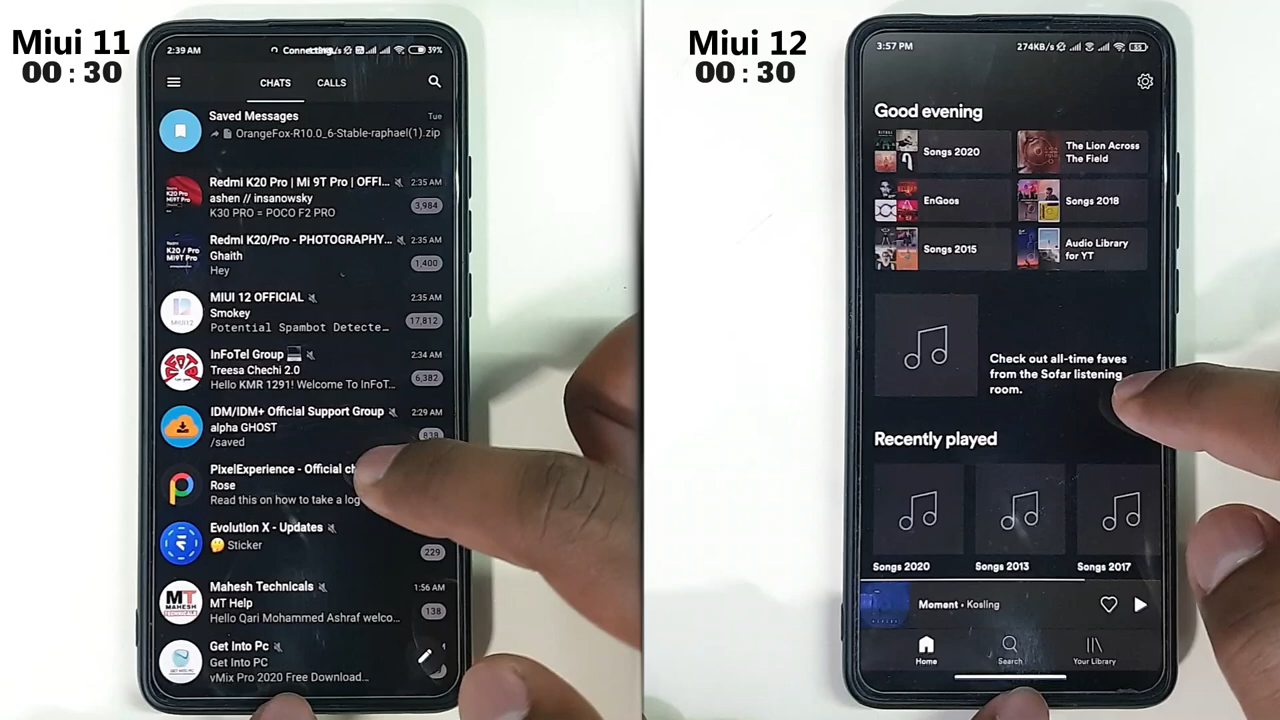 Miui 11
00 : 30
2:39 AM
39%
CHATS
CALLS
Saved Messages
Tue
OrangeFox-R10.0_6-Stable-raphael(1).zip
Redmi K20 Pro | Mi 9T Pro | OFFI...
2:35 AM
ashen // insanowsky
K30 PRO = POCO F2 PRO
3,984
Redmi K20/Pro - PHOTOGRAPHY...
2:35 AM
Ghaith
Hey
1,400
MIUI 12 OFFICIAL
2:35 AM
Smokey
Potential Spambot Detecte...
17,812
InFoTel Group
2:34 AM
Treesa Chechi 2.0
Hello KMR 1291! Welcome To InFoT...
6,382
IDM/IDM+ Official Support Group
2:29 AM
alpha GHOST
/saved
838
PixelExperience - Official ch
Rose
Read this on how to take a log
Evolution X - Updates
Sticker
229
Mahesh Technicals
1:56 AM
MT Help
Hello Qari Mohammed Ashraf welco...
138
MT
MAHESH
Get Into Pc
Get Into PC
vMix Pro 2020 Free Download...
Miui 12
00 : 30
3:57 PM
274KB/s
55
Good evening
Songs 2020
The Lion Across
The Field
EnGoos
Songs 2018
Songs 2015
Audio Library
for YT
Check out all-time faves
from the Sofar listening
room.
Recently played
Songs 2020
Songs 2013
Songs 2017
Moment • Kosling
Home
Search
Your Library